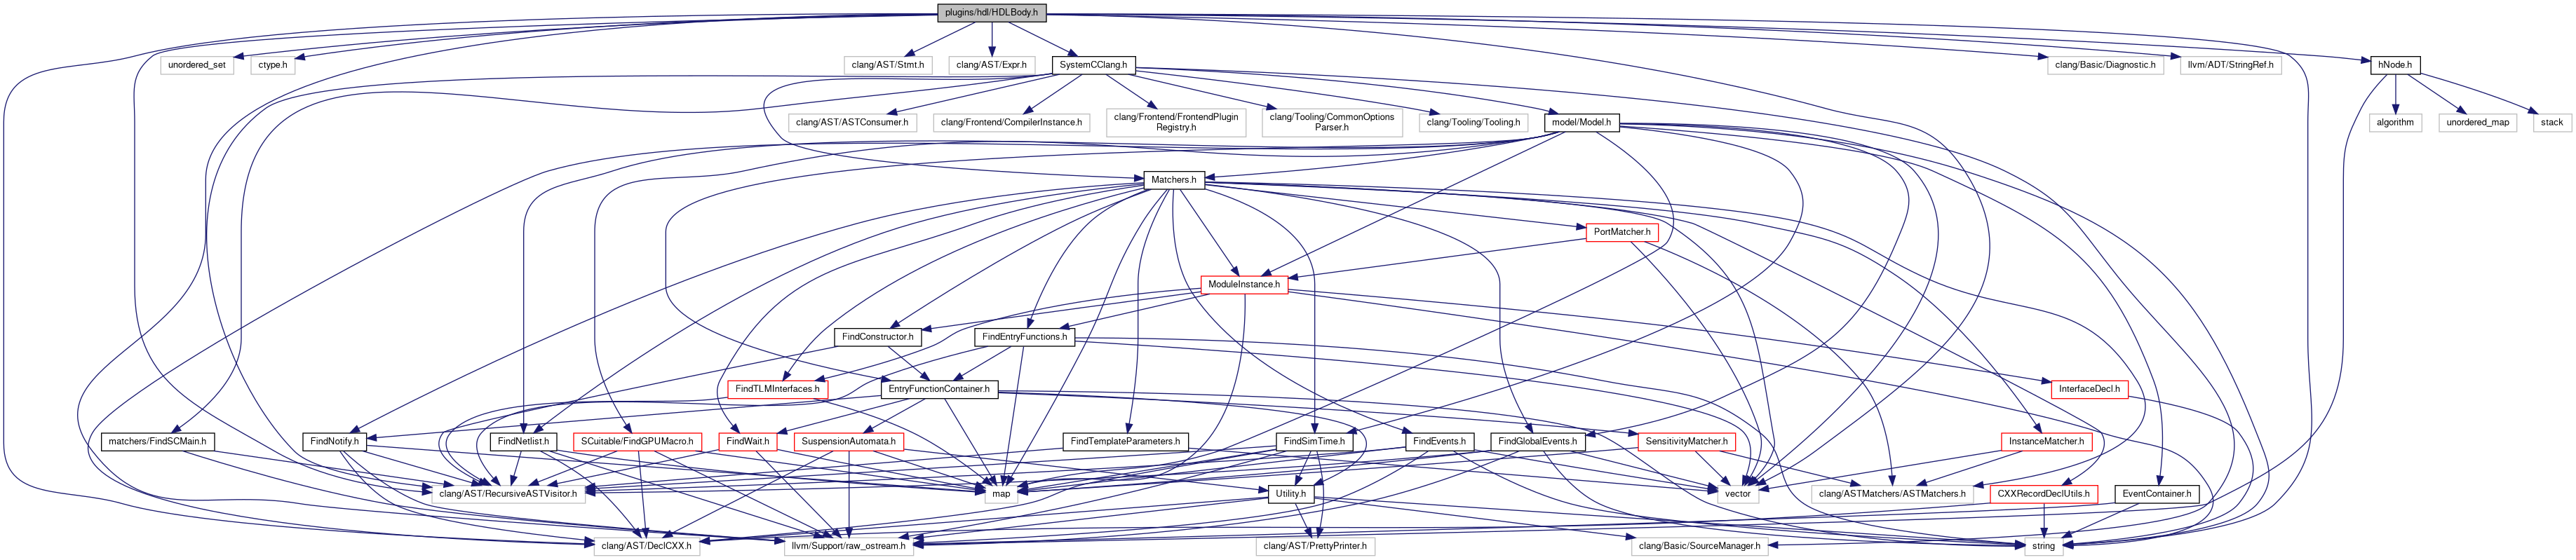 plugins/hdl/HDLBody.h
unordered_set
ctype.h
clang/AST/Stmt.h
clang/AST/Expr.h
SystemCClang.h
clang/Basic/Diagnostic.h
llvm/ADT/StringRef.h
hNode.h
clang/AST/ASTConsumer.h
clang/Frontend/CompilerInstance.h
clang/Frontend/FrontendPlugin
Registry.h
clang/Tooling/CommonOptions
Parser.h
clang/Tooling/Tooling.h
model/Model.h
algorithm
unordered_map
stack
Matchers.h
PortMatcher.h
ModuleInstance.h
FindConstructor.h
FindEntryFunctions.h
FindTLMInterfaces.h
EntryFunctionContainer.h
InterfaceDecl.h
matchers/FindSCMain.h
FindNotify.h
FindNetlist.h
SCuitable/FindGPUMacro.h
FindWait.h
SuspensionAutomata.h
SensitivityMatcher.h
FindTemplateParameters.h
FindSimTime.h
FindEvents.h
FindGlobalEvents.h
InstanceMatcher.h
clang/AST/RecursiveASTVisitor.h
map
Utility.h
vector
clang/ASTMatchers/ASTMatchers.h
CXXRecordDeclUtils.h
EventContainer.h
clang/AST/DeclCXX.h
llvm/Support/raw_ostream.h
clang/AST/PrettyPrinter.h
clang/Basic/SourceManager.h
string